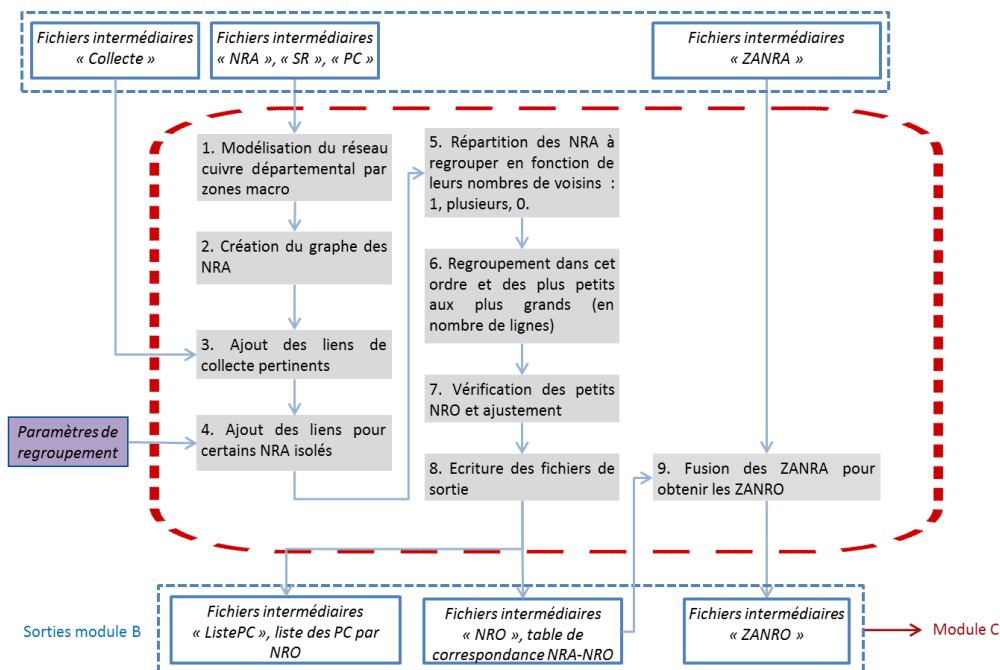 Fichiers intermédiaires
« Collecte »
Fichiers intermédiaires
« NRA », « SR », « PC »
Fichiers intermédiaires
« ZANRA »
1. Modélisation du réseau
cuivre départemental par
zones macro
2. Création du graphe des
NRA
3. Ajout des liens de
collecte pertinents
4. Ajout des liens pour
certains NRA isolés
Paramètres de
regroupement
5. Répartition des NRA à
regrouper en fonction de
leurs nombres de voisins :
1, plusieurs, 0.
6. Regroupement dans cet
ordre et des plus petits
aux plus grands (en
nombre de lignes)
7. Vérification des petits
NRO et ajustement
8. Ecriture des fichiers de
sortie
9. Fusion des ZANRA pour
obtenir les ZANRO
Sorties module B
Fichiers intermédiaires
« ListePC », liste des PC par
NRO
Fichiers intermédiaires
« NRO », table de
correspondance NRA-NRO
Fichiers intermédiaires
« ZANRO »
Module C